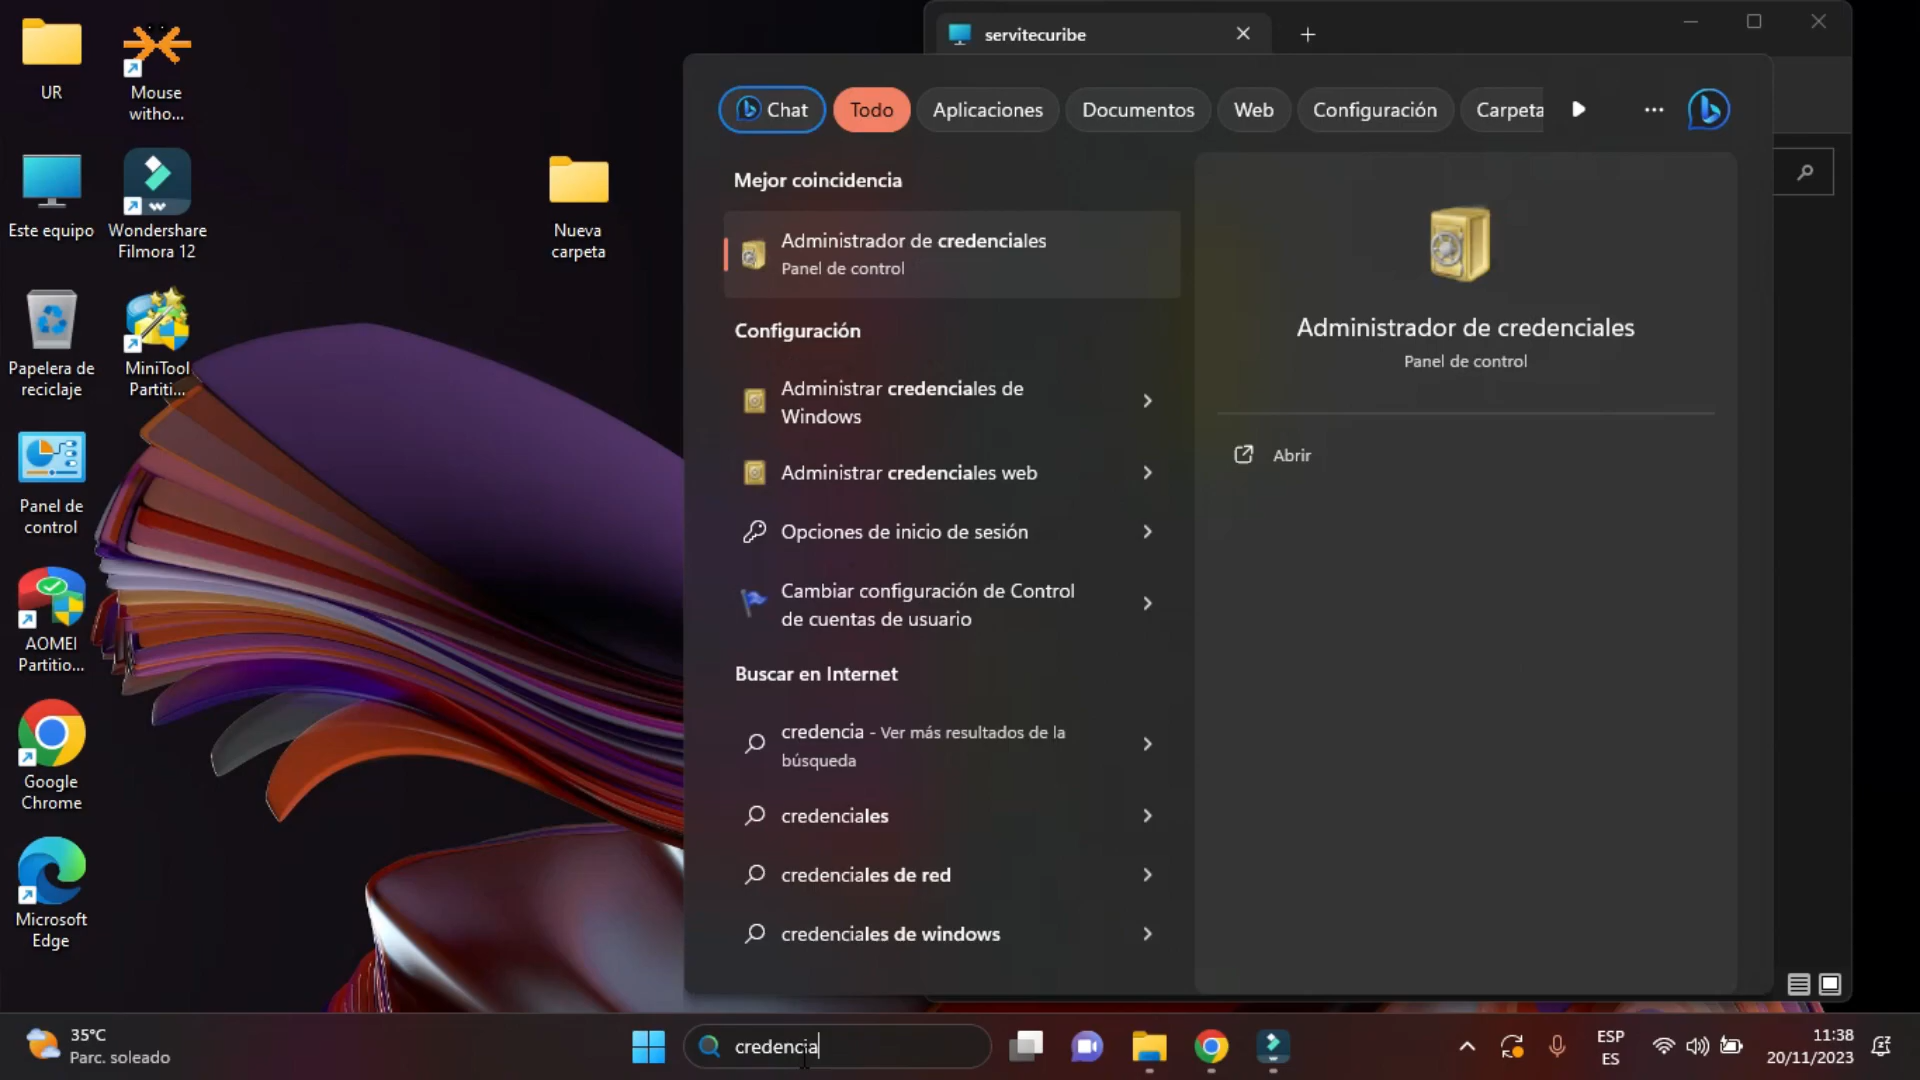 UR
Mouse
witho...
Este equipo
Wondershare
Filmora 12
Nueva
carpeta
Papelera de
reciclaje
MiniTool
Partiti...
Panel de
control
AOMEI
Partitio...
Google
Chrome
Microsoft
Edge
servitecuribe
Chat
Todo
Aplicaciones
Documentos
Web
Configuración
Carpeta
Mejor coincidencia
Administrador de credenciales
Panel de control
Configuración
Administrar credenciales de
Windows
Administrar credenciales web
Opciones de inicio de sesión
Cambiar configuración de Control
de cuentas de usuario
Buscar en Internet
credencia - Ver más resultados de la
búsqueda
credenciales
credenciales de red
credenciales de windows
Administrador de credenciales
Panel de control
Abrir
35°C
Parc. soleado
credencia
ESP
ES
11:38
20/11/2023